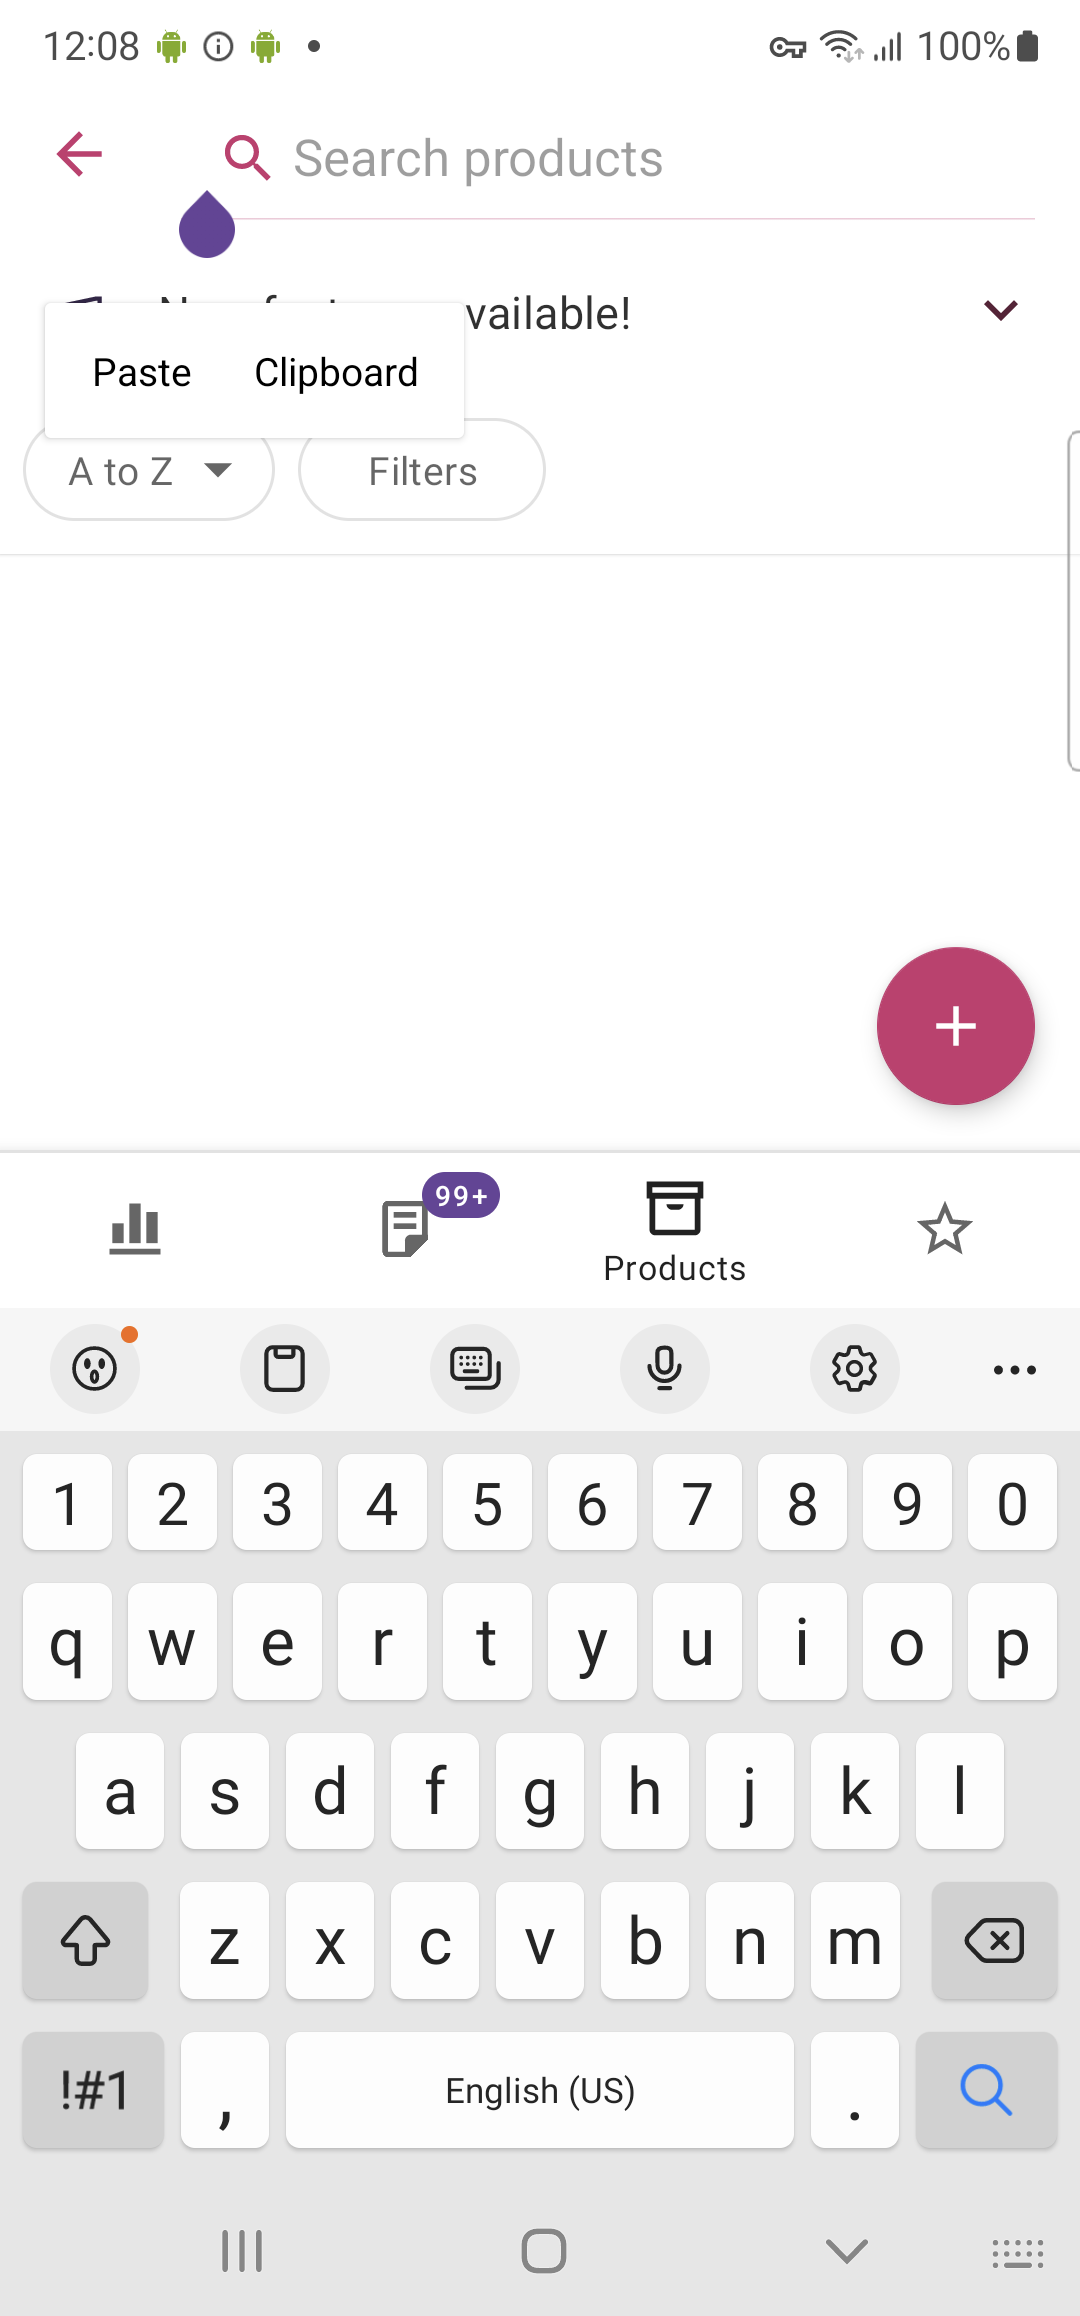 12:08
100%
Search products
vailable!
Paste Clipboard
A to Z
Filters
99+
Products
1 2 3 4 5 6 7 8 9 0
q w e r t y u i o p
a s d f g h j k l
z x c v b n m
!#1 , English (US) .